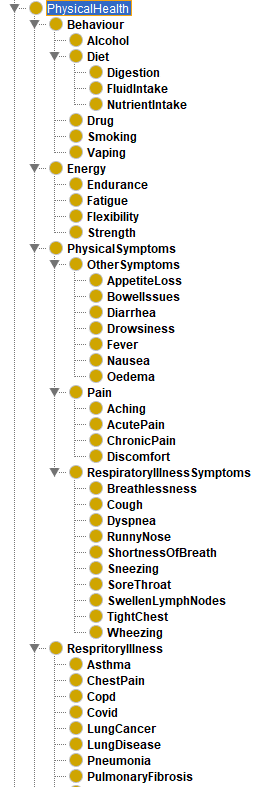 PhysicalHealth
Behaviour
Alcohol
Diet
Digestion
FluidIntake
NutrientIntake
Drug
Smoking
Vaping
Energy
Endurance
Fatigue
Flexibility
Strength
PhysicalSymptoms
OtherSymptoms
AppetiteLoss
BowelIssues
Diarrhea
Drowsiness
Fever
Nausea
Oedema
Pain
Aching
AcutePain
ChronicPain
Discomfort
RespiratoryIllnessSymptoms
Breathlessness
Cough
Dyspnea
RunnyNose
ShortnessOfBreath
Sneezing
SoreThroat
SwellenLymphNodes
TightChest
Wheezing
RespritoryIllness
Asthma
ChestPain
Copd
Covid
LungCancer
LungDisease
Pneumonia
PulmonaryFibrosis